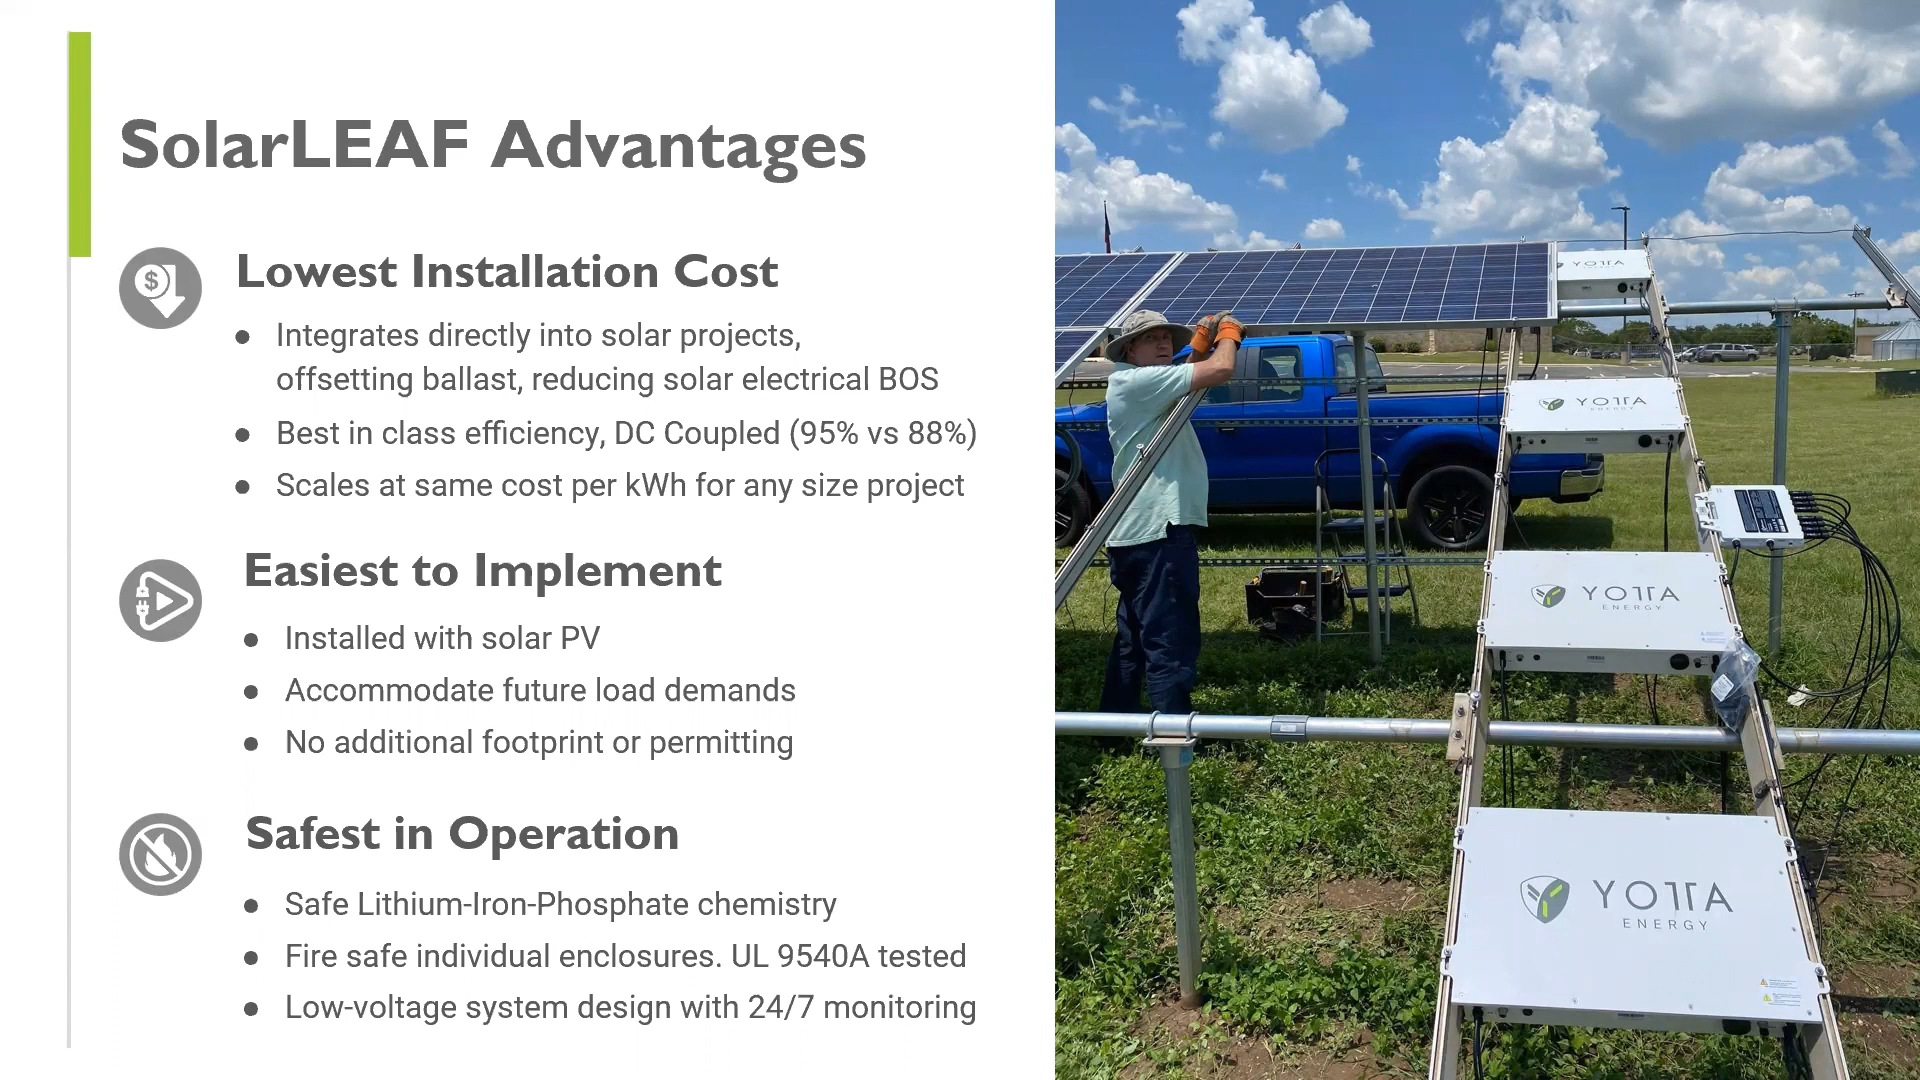 SolarLEAF Advantages
$
Lowest Installation Cost
● Integrates directly into solar projects,
offsetting ballast, reducing solar electrical BOS
● Best in class efficiency, DC Coupled (95% vs 88%)
● Scales at same cost per kWh for any size project
Easiest to Implement
● Installed with solar PV
● Accommodate future load demands
● No additional footprint or permitting
Safest in Operation
● Safe Lithium-Iron-Phosphate chemistry
● Fire safe individual enclosures. UL 9540A tested
● Low-voltage system design with 24/7 monitoring
YOTTA
ENERGY
YOTTA
ENERGY
YOTTA
ENERGY
YOTTA
ENERGY